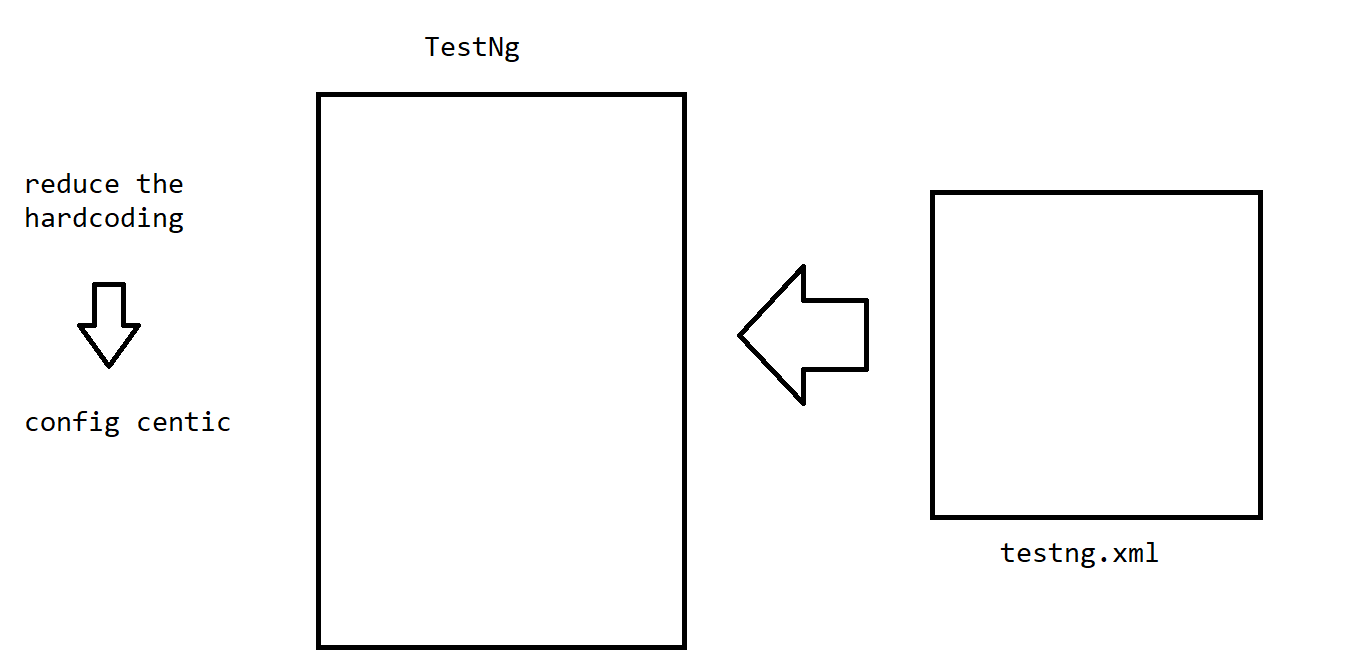 TestNg
reduce the
hardcoding
config centic
testng.xml